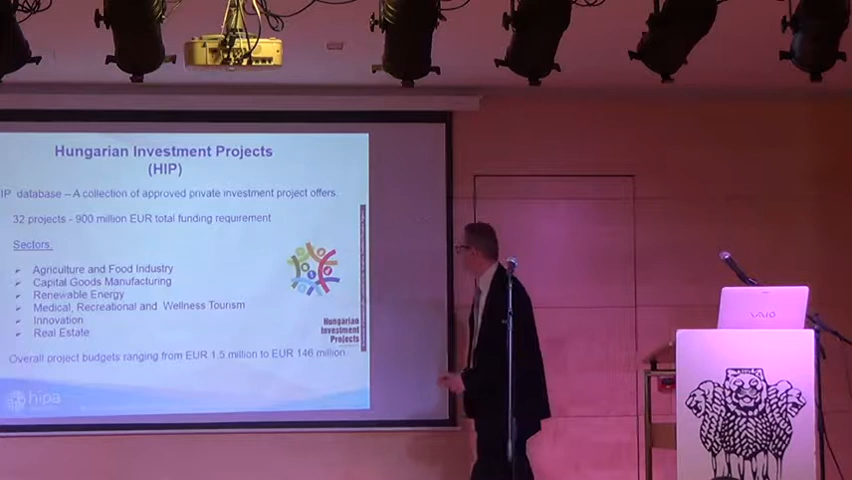 Hungarian Investment Projects
(HIP)
IP database – A collection of approved private investment project offers.
32 projects - 900 million EUR total funding requirement
Sectors:
Agriculture and Food Industry
Capital Goods Manufacturing
Renewable Energy
Medical, Recreational and Wellness Tourism
Innovation
Real Estate
Hungarian
Investment
Projects
Overall project budgets ranging from EUR 1.5 million to EUR 146 million.
hipa
VAIO